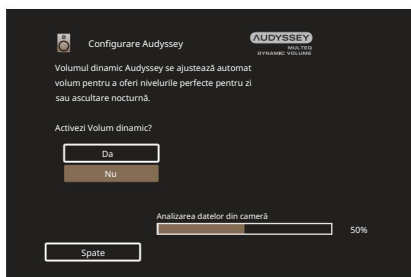 Configurare Audyssey
AUDYSSEY
MULTEQ
DYNAMIC VOLUME
Volumul dinamic Audyssey se ajustează automat
volum pentru a oferi nivelurile perfecte pentru zi
sau ascultare nocturnă.
Activezi Volum dinamic?
Da
Nu
Analizarea datelor din cameră
50%
Spate